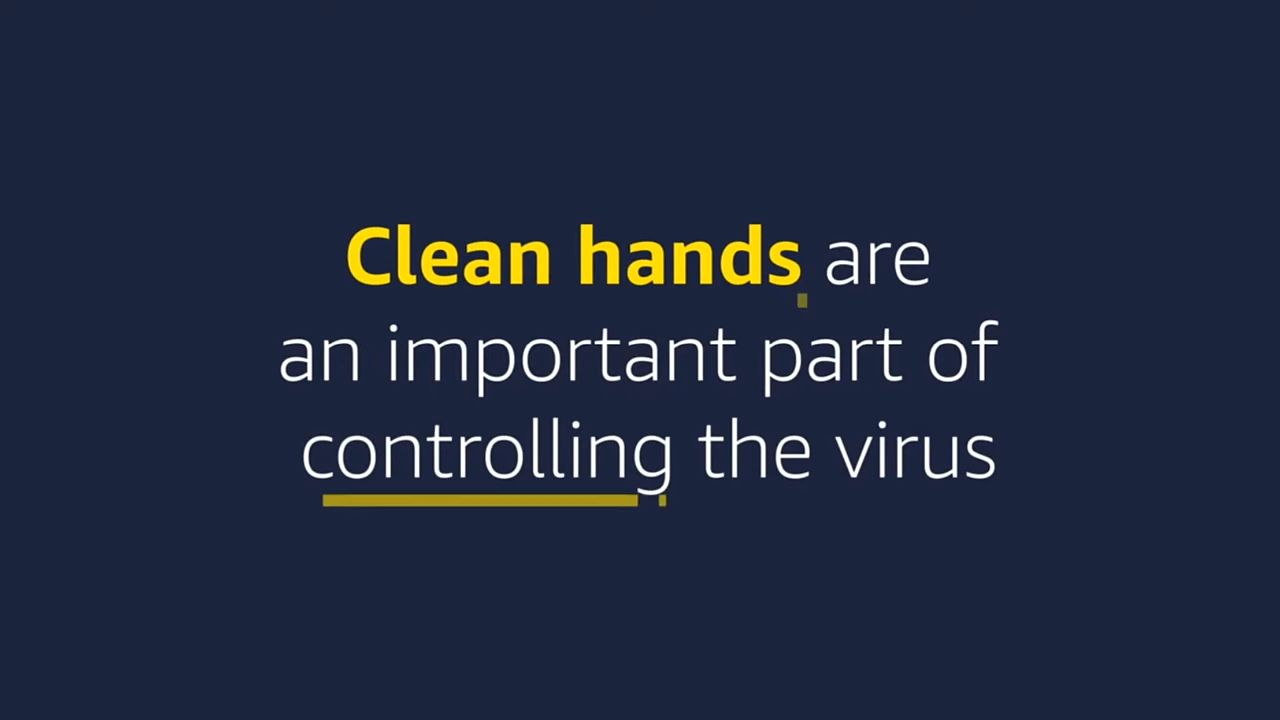 Clean hands are
an important part of
controlling the virus